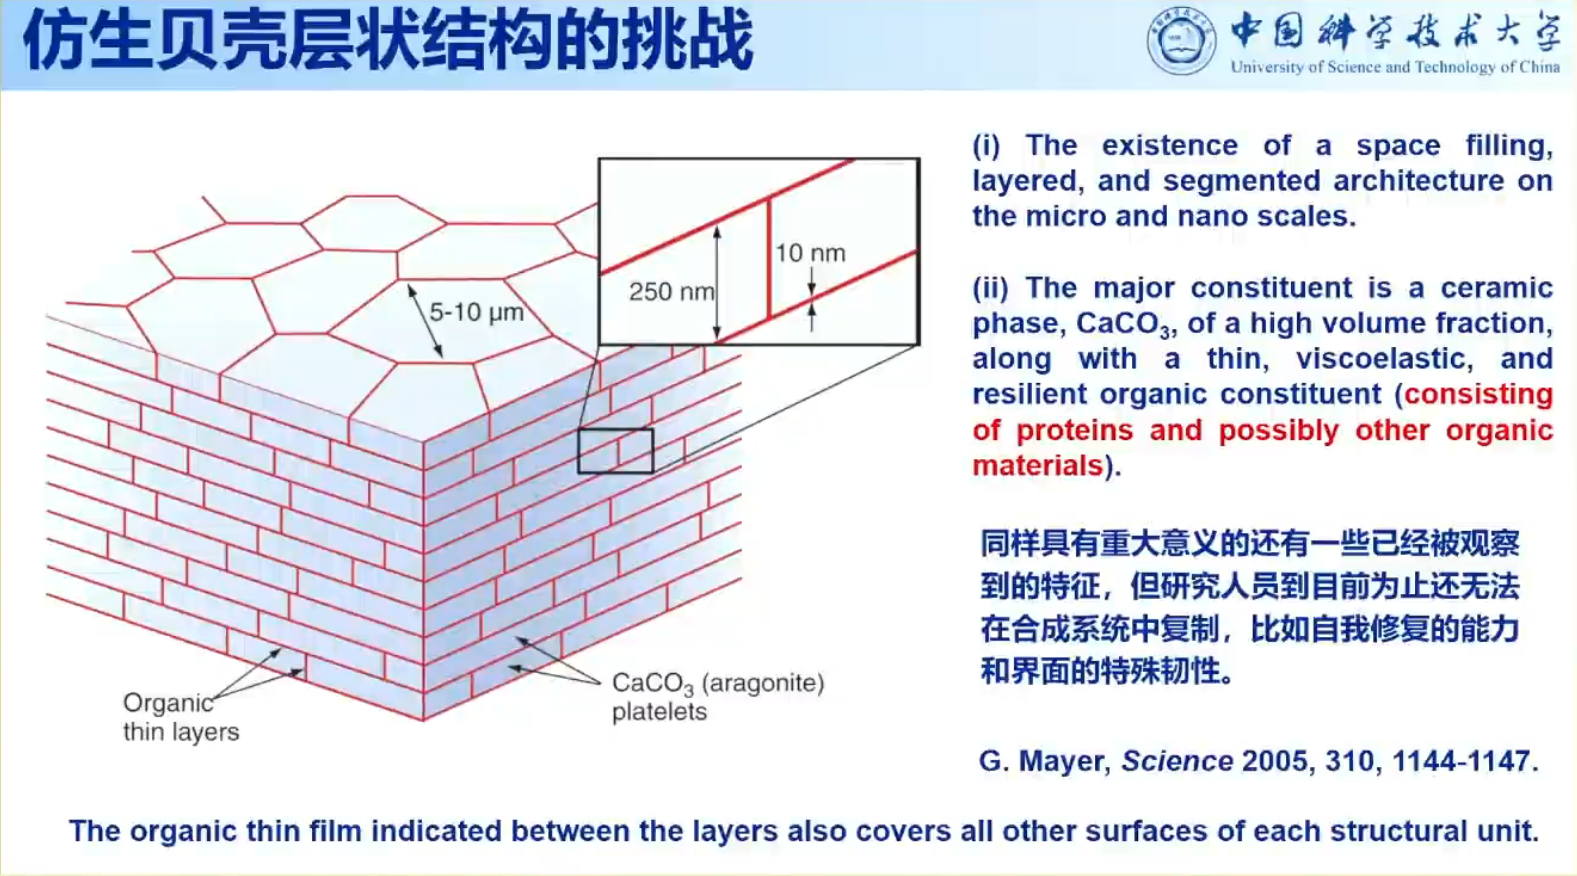 仿生贝壳层状结构的挑战
中国科学技术大学
University of Science and Technology of China
(i) The existence of a space filling,
layered, and segmented architecture on
the micro and nano scales.
10 nm
250 nm
5-10 µm
(ii) The major constituent is a ceramic
phase, CaCO₃, of a high volume fraction,
along with a thin, viscoelastic, and
resilient organic constituent (consisting
of proteins and possibly other organic
materials).
同样具有重大意义的还有一些已经被观察
到的特征，但研究人员到目前为止还无法
在合成系统中复制，比如自我修复的能力
和界面的特殊韧性。
Organic
thin layers
CaCO₃ (aragonite)
platelets
G. Mayer, Science 2005, 310, 1144-1147.
The organic thin film indicated between the layers also covers all other surfaces of each structural unit.